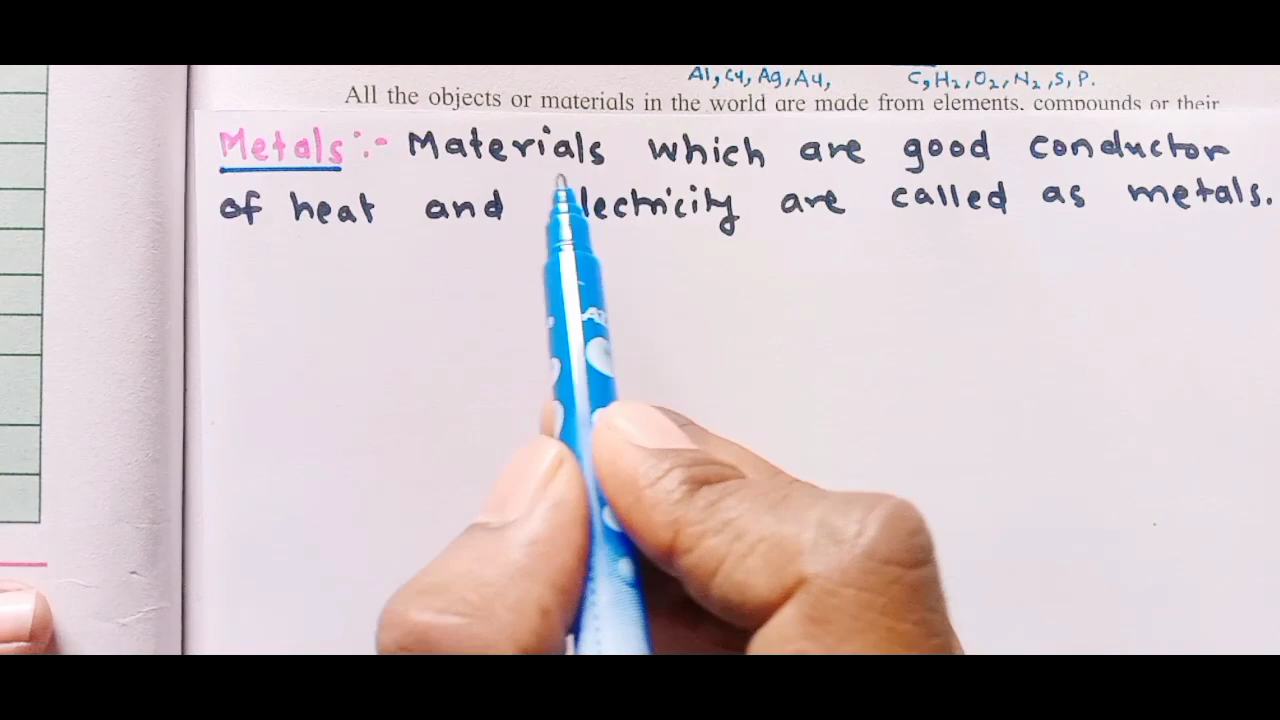 Al, Cu, Ag, Au, C, H₂, O₂, N₂, S, P.
All the objects or materials in the world are made from elements, compounds or their
Metals :- Materials which are good conductor
of heat and electricity are called as metals.